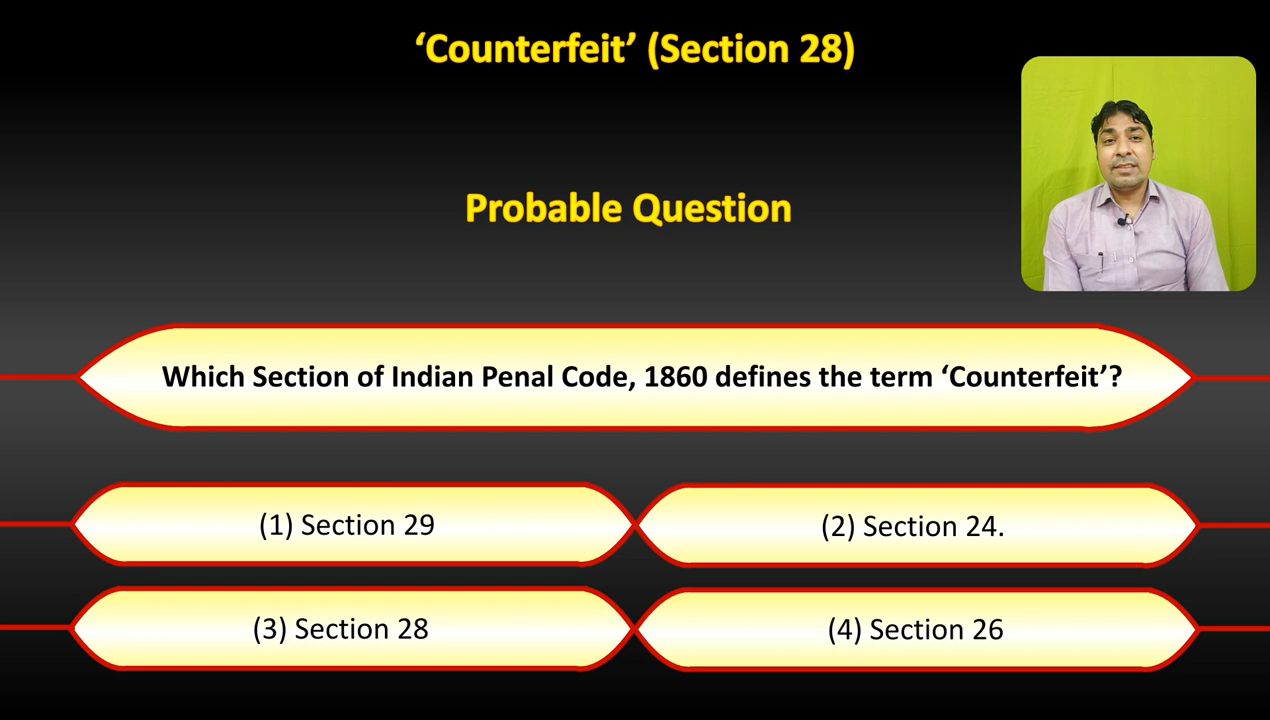 ‘Counterfeit’ (Section 28)
Probable Question
Which Section of Indian Penal Code, 1860 defines the term ‘Counterfeit’?
(1) Section 29
(2) Section 24.
(3) Section 28
(4) Section 26